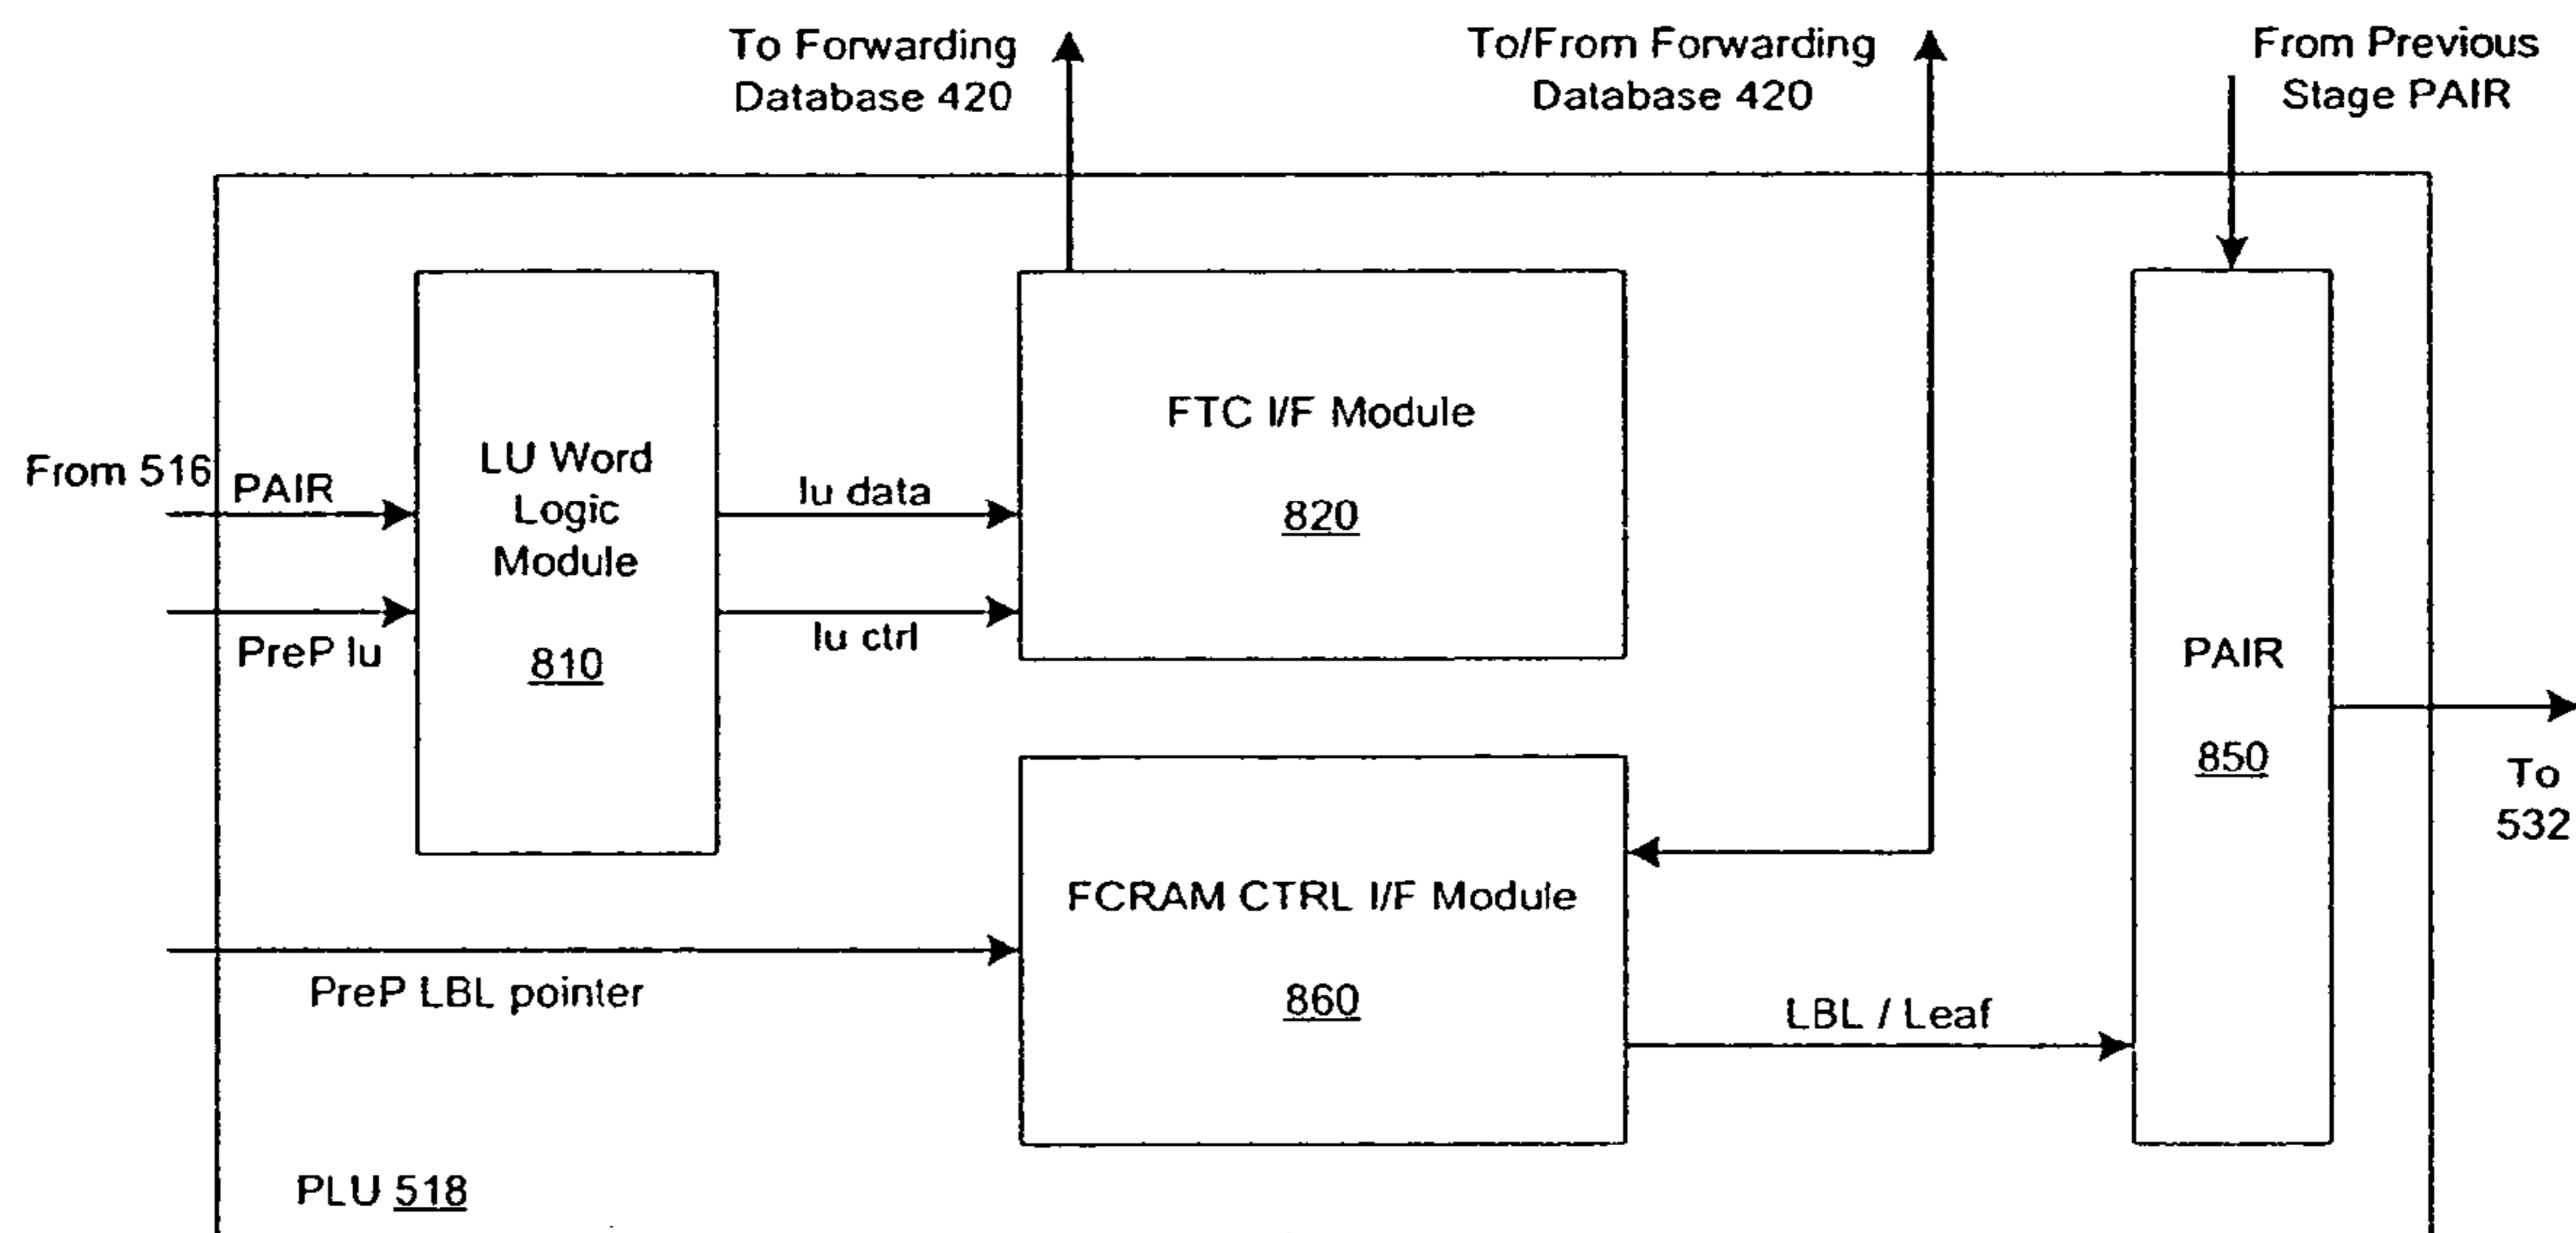 To Forwarding
Database 420
To/From Forwarding
Database 420
From Previous
Stage PAIR
From 516
PAIR
PreP lu
LU Word
Logic
Module
810
lu data
lu ctrl
FTC I/F Module
820
PAIR
850
To
532
PreP LBL pointer
FCRAM CTRL I/F Module
860
LBL / Leaf
PLU 518